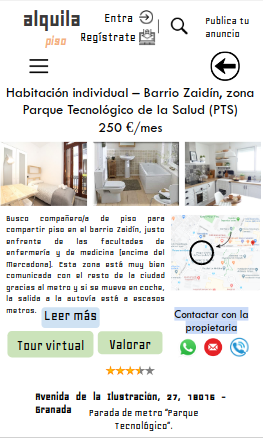 alquila
piso
Entra
Regístrate
Publica tu
anuncio
Habitación individual – Barrio Zaidín, zona
Parque Tecnológico de la Salud (PTS)
250 €/mes
Busco compañero/a de piso para
compartir piso en el barrio Zaidín, justo
enfrente de las facultades de
enfermería y de medicina (encima del
Mercadona). Esta zona está muy bien
comunicada con el resto de la ciudad
gracias al metro y si se mueve en coche,
la salida a la autovía está a escasos
metros.
Leer más
Contactar con la
propietaria
Tour virtual
Valorar
Avenida de la Ilustración, 27, 18016 -
Granada
Parada de metro “Parque
Tecnológico”.